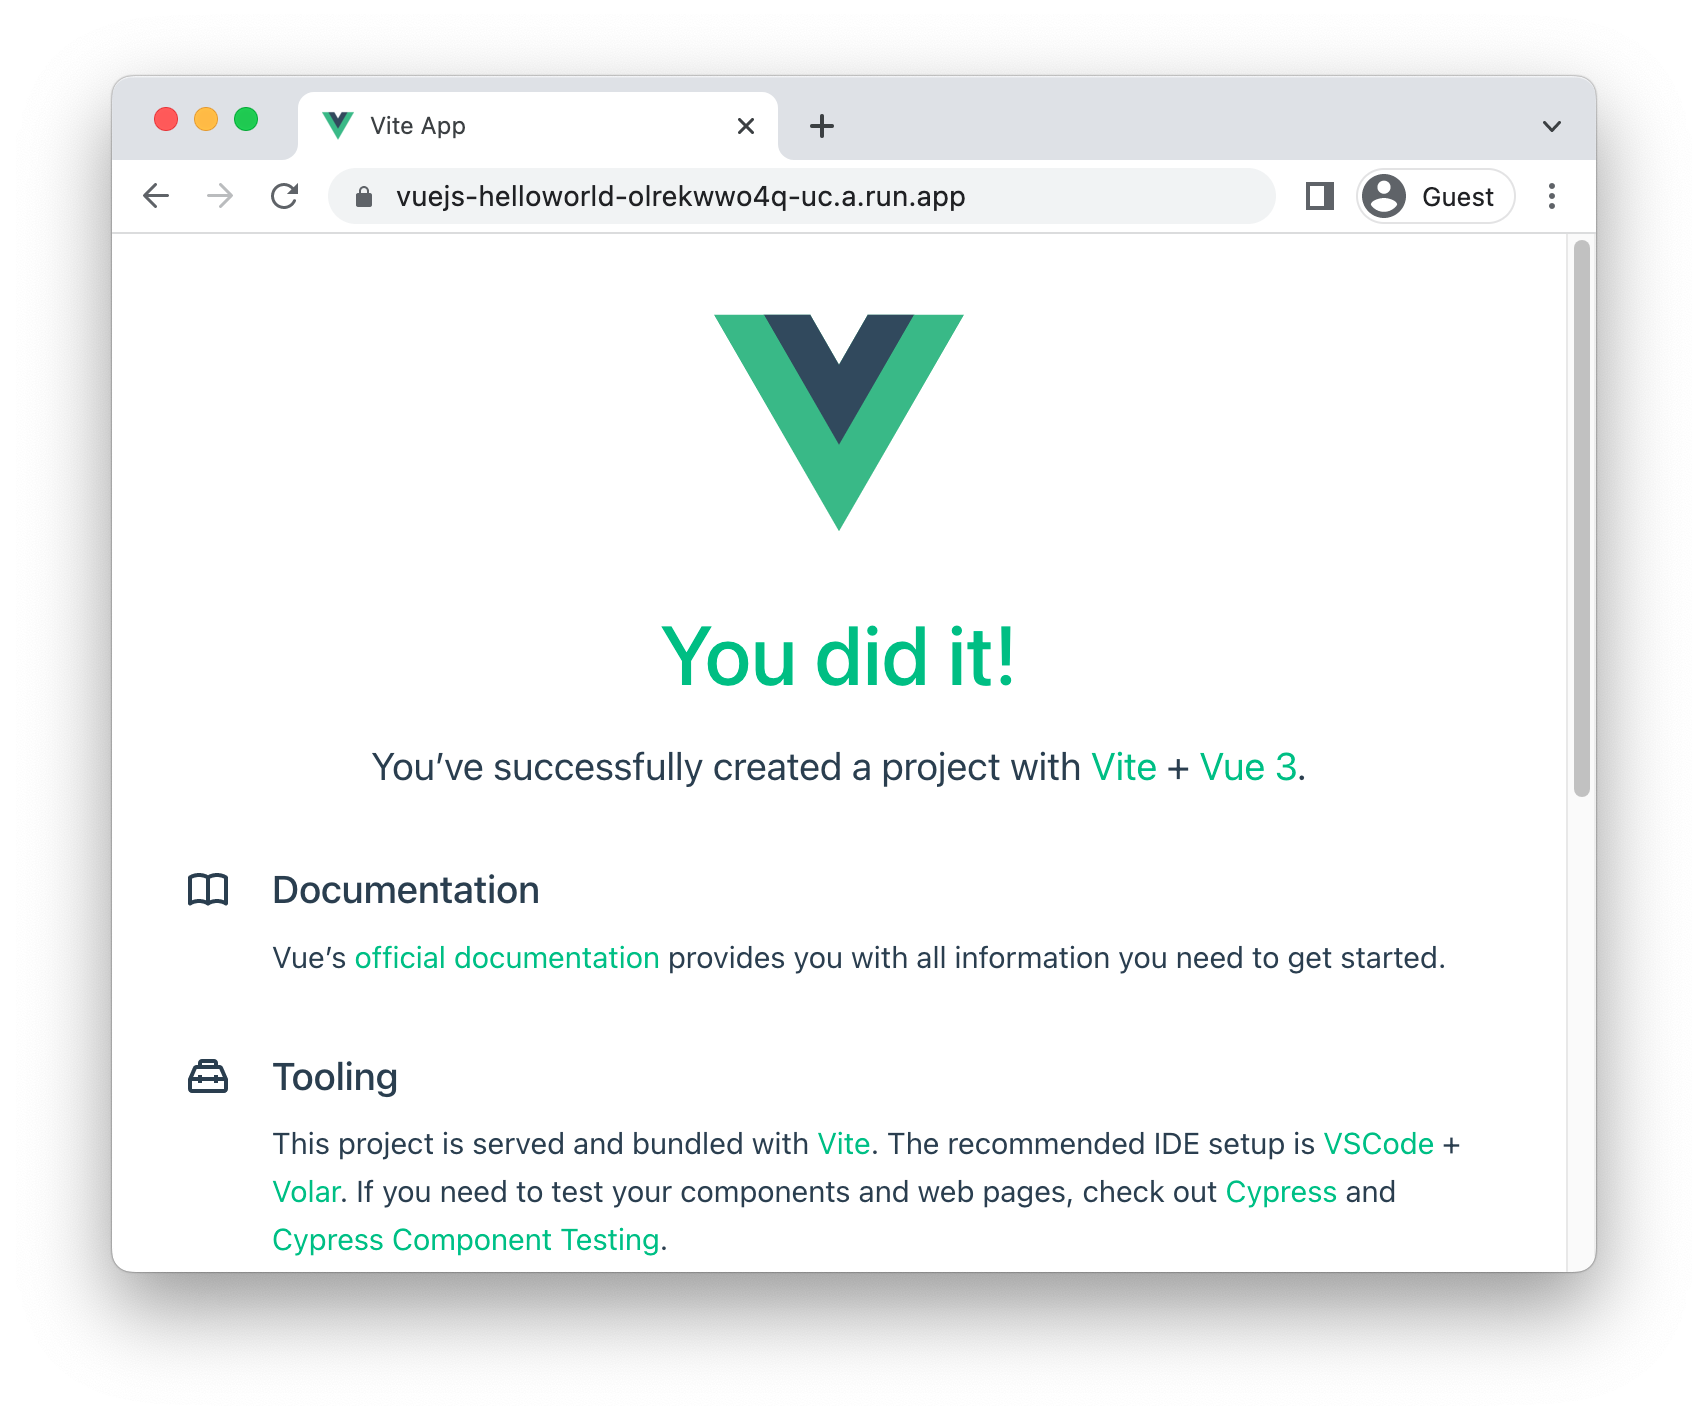 Vite App
vuejs-helloworld-olrekwwo4q-uc.a.run.app
Guest
You did it!
You’ve successfully created a project with Vite + Vue 3.
Documentation
Vue’s official documentation provides you with all information you need to get started.
Tooling
This project is served and bundled with Vite. The recommended IDE setup is VSCode +
Volar. If you need to test your components and web pages, check out Cypress and
Cypress Component Testing.